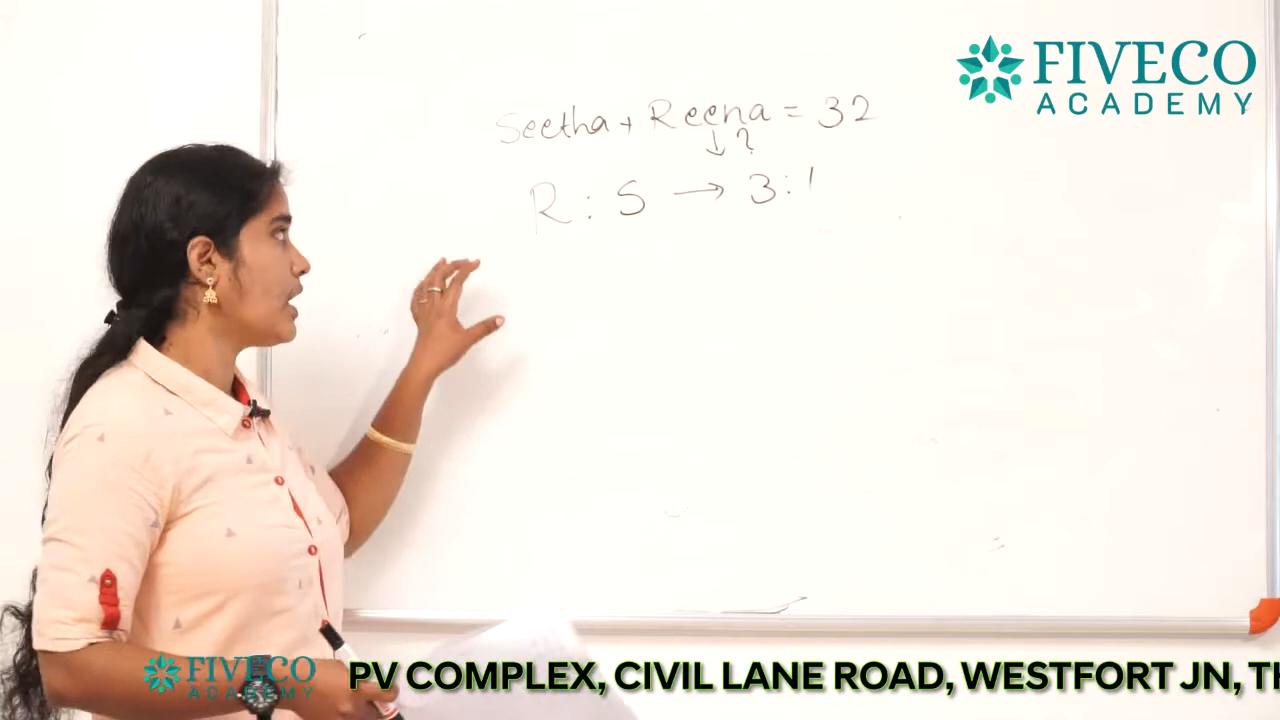 FIVECO
ACADEMY
Seetha + Reena = 32
↓ ?
R : S → 3 : 1
FIVECO
ACADEMY
PV COMPLEX, CIVIL LANE ROAD, WESTFORT JN, TH